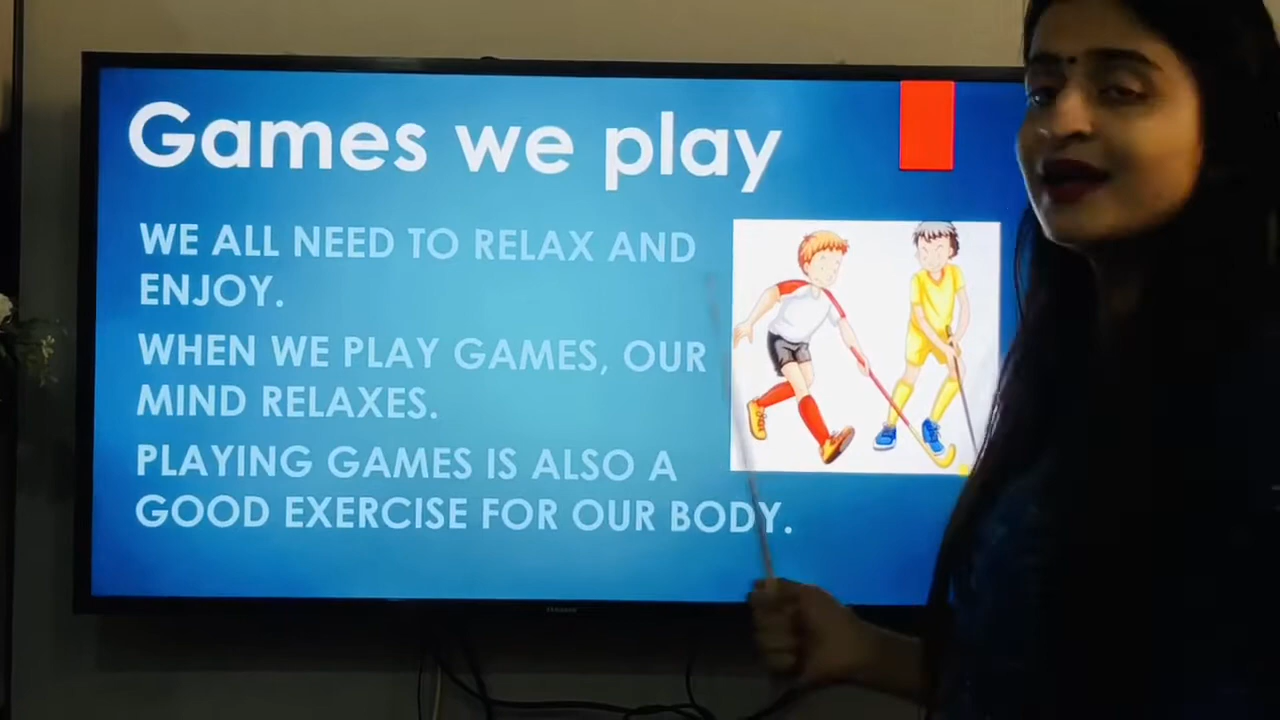 Games we play
WE ALL NEED TO RELAX AND
ENJOY.
WHEN WE PLAY GAMES, OUR
MIND RELAXES.
PLAYING GAMES IS ALSO A
GOOD EXERCISE FOR OUR BODY.